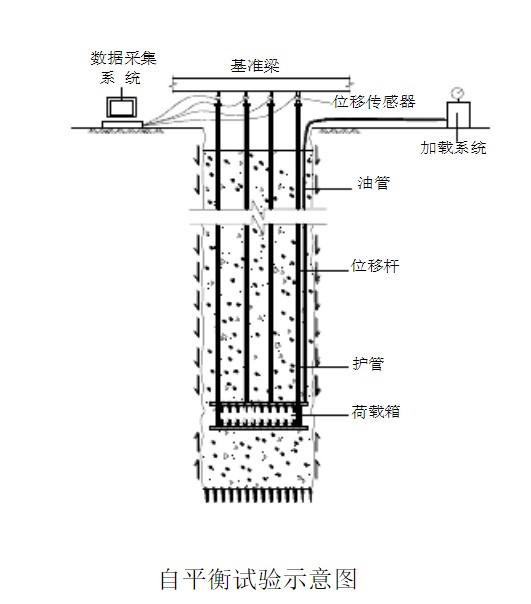 数据采集
系 统
基准梁
位移传感器
加载系统
油管
位移杆
护管
荷载箱
自平衡试验示意图